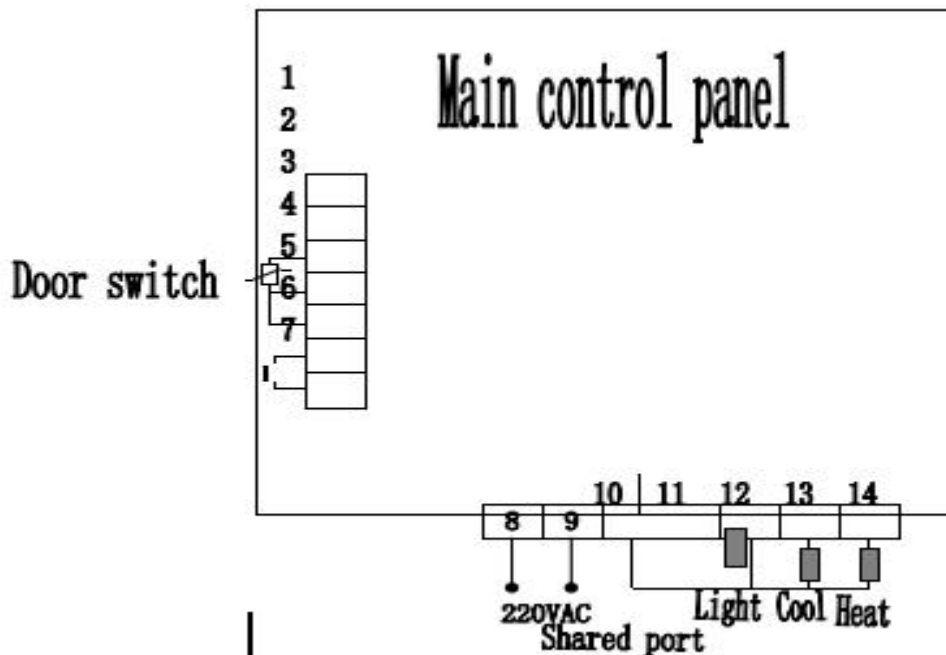 Main control panel
1
2
3
4
5
6
7
Door switch
10 11 12 13 14
8 9
220VAC
Light Cool Heat
Shared port